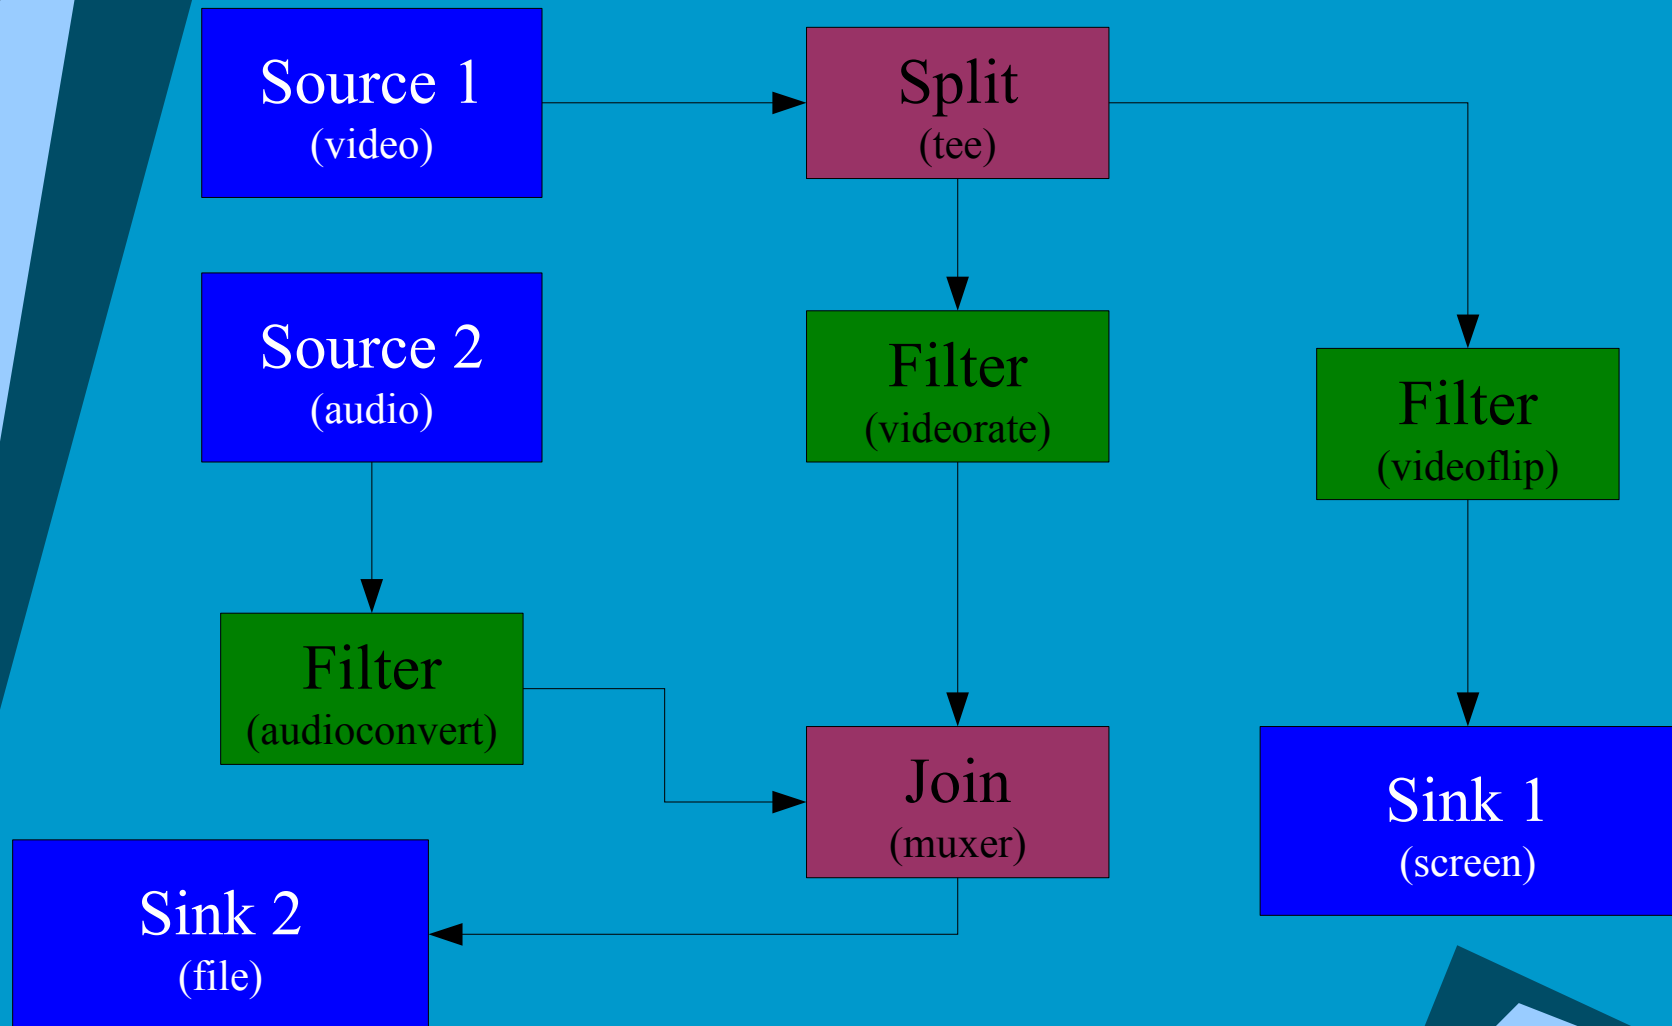 Source 1
(video)
Split
(tee)
Source 2
(audio)
Filter
(videorate)
Filter
(videoflip)
Filter
(audioconvert)
Join
(muxer)
Sink 1
(screen)
Sink 2
(file)